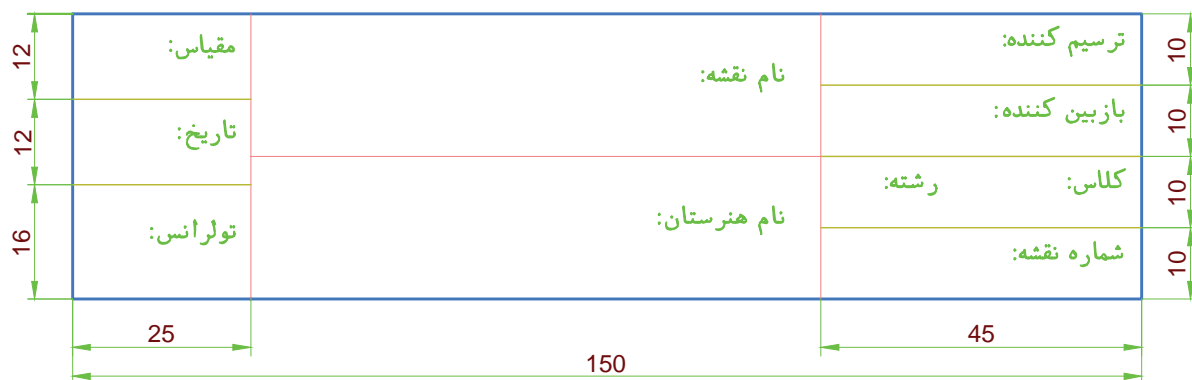 ترسیم کننده:
بازبین کننده:
کلاس: رشته:
شماره نقشه:
نام نقشه:
نام هنرستان:
مقیاس:
تاریخ:
تولرانس:
10
10
10
10
12
12
16
25
45
150